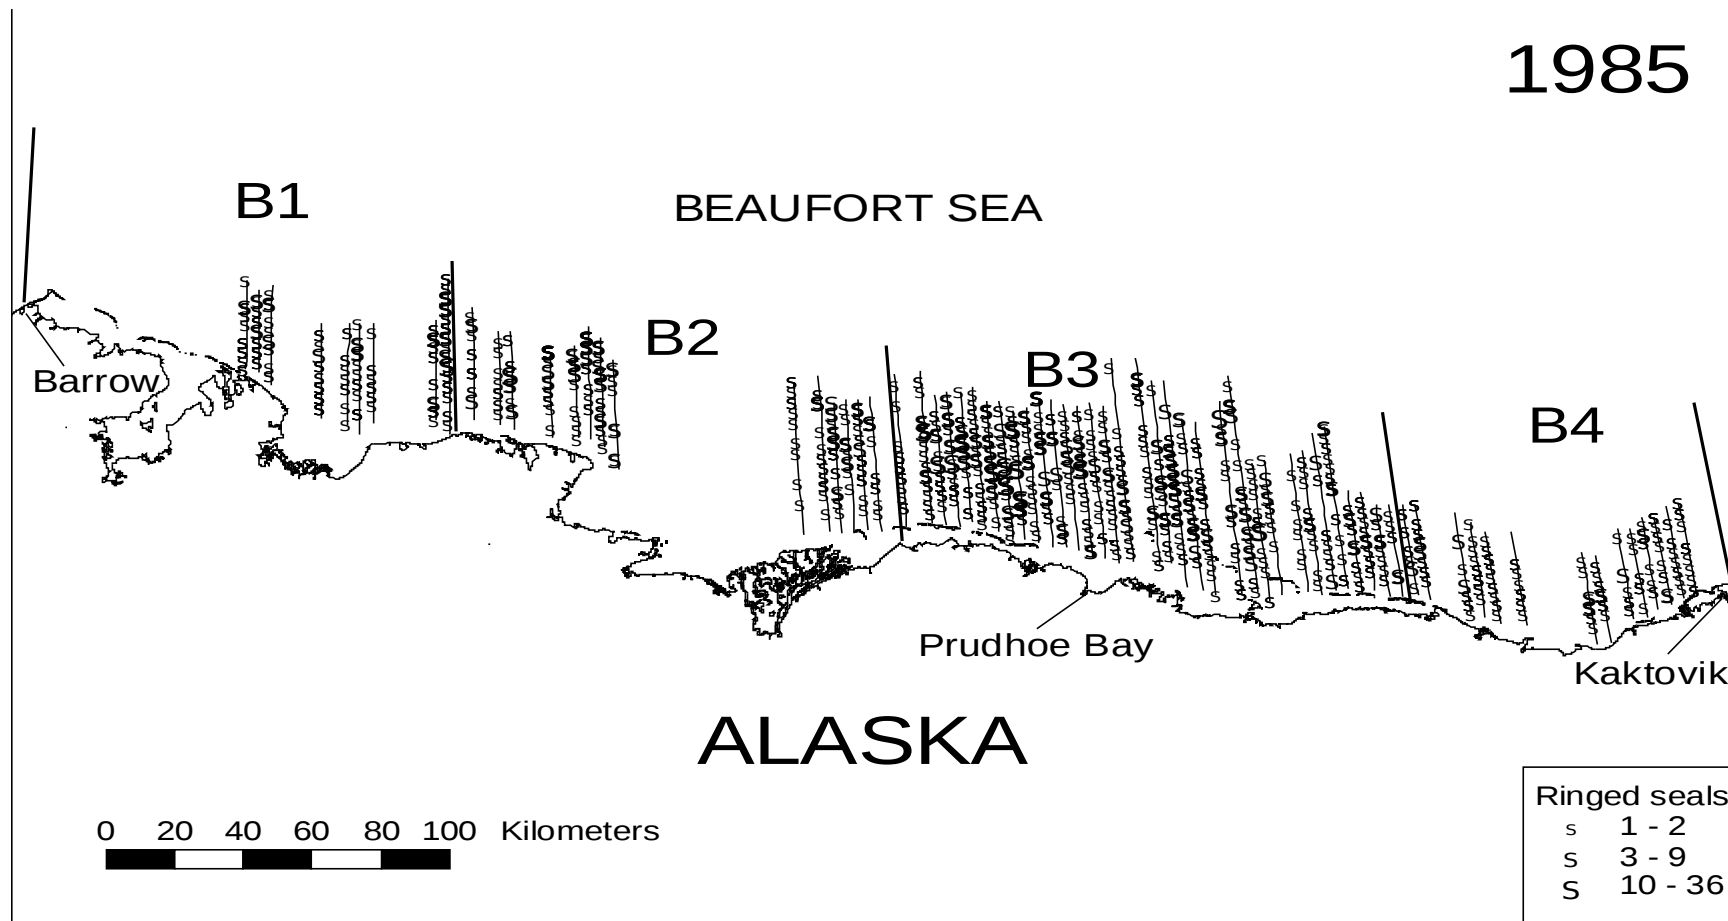 1985
B1
BEAUFORT SEA
B2
B3
B4
Barrow
Prudhoe Bay
Kaktovik
ALASKA
0 20 40 60 80 100 Kilometers
Ringed seals
s 1 - 2
s 3 - 9
S 10 - 36